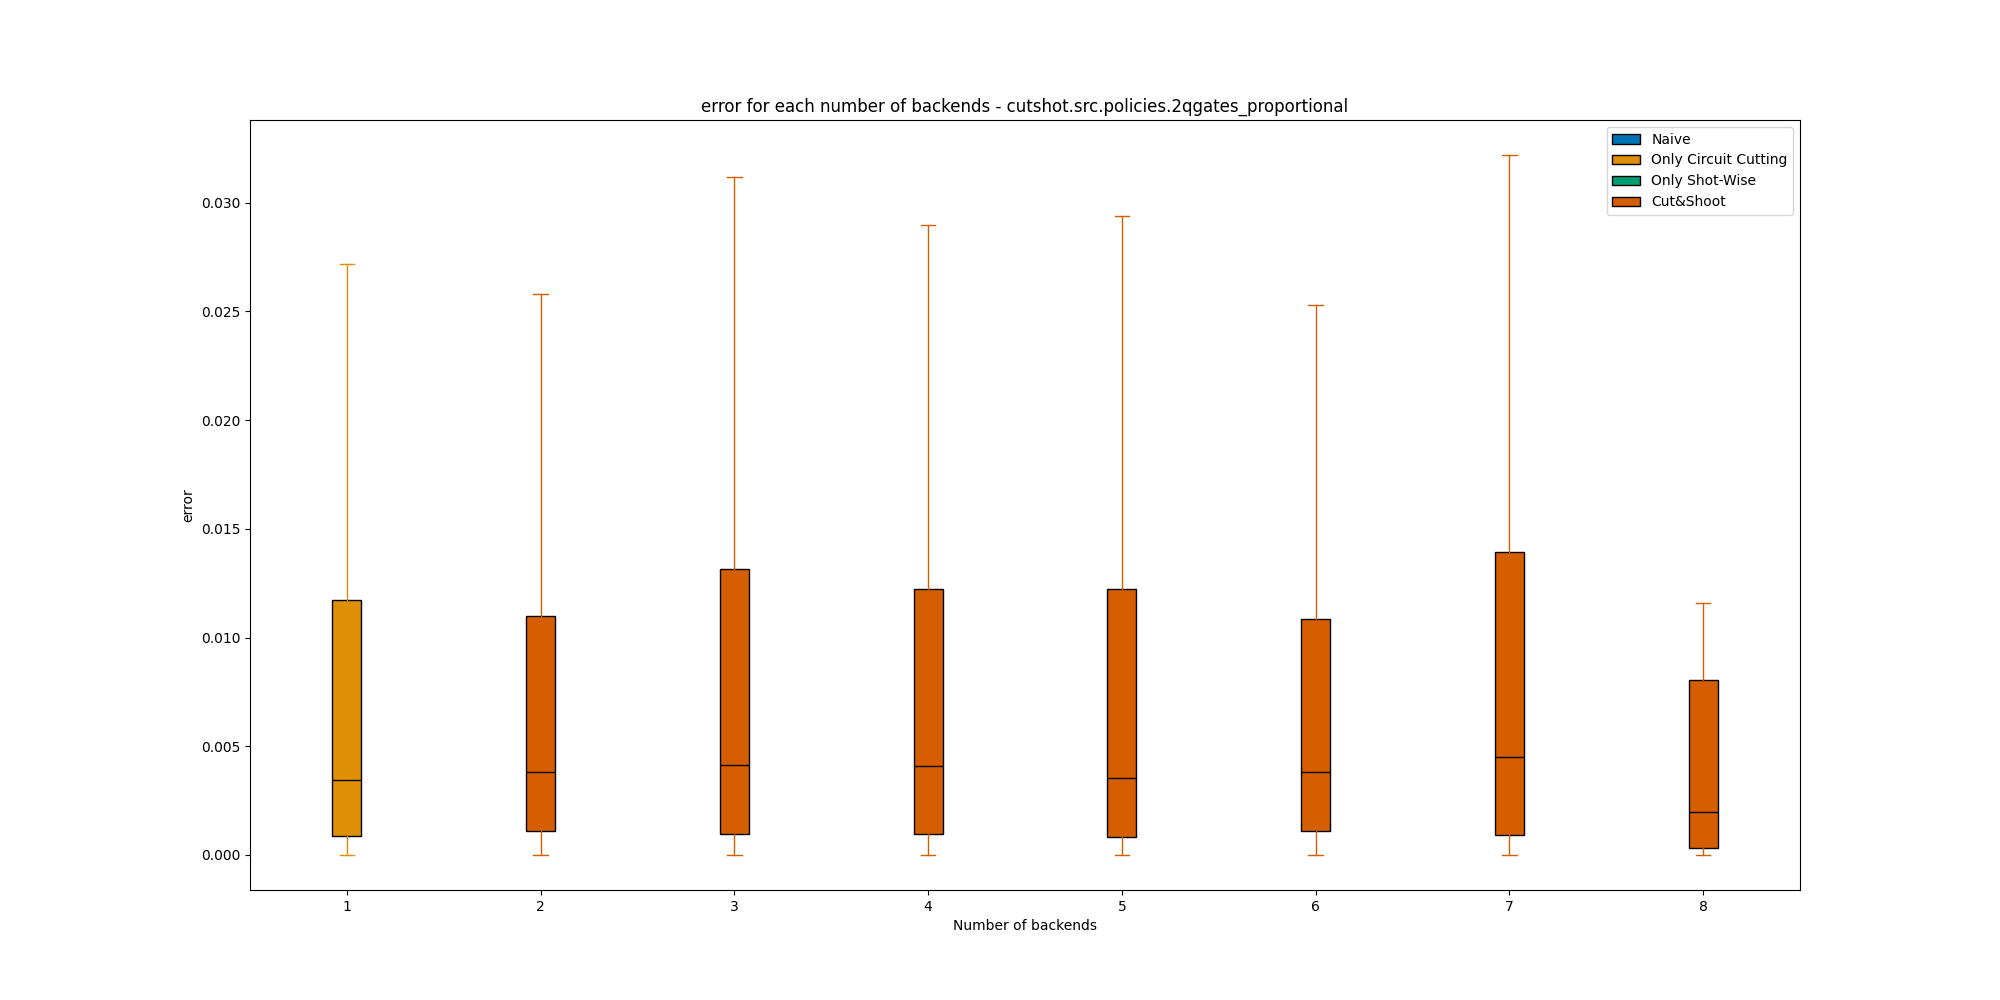 error for each number of backends - cutshot.src.policies.2qgates_proportional
Naive
Only Circuit Cutting
Only Shot-Wise
Cut&Shoot
0.030
0.025
0.020
0.015
0.010
0.005
0.000
error
1 2 3 4 5 6 7 8
Number of backends